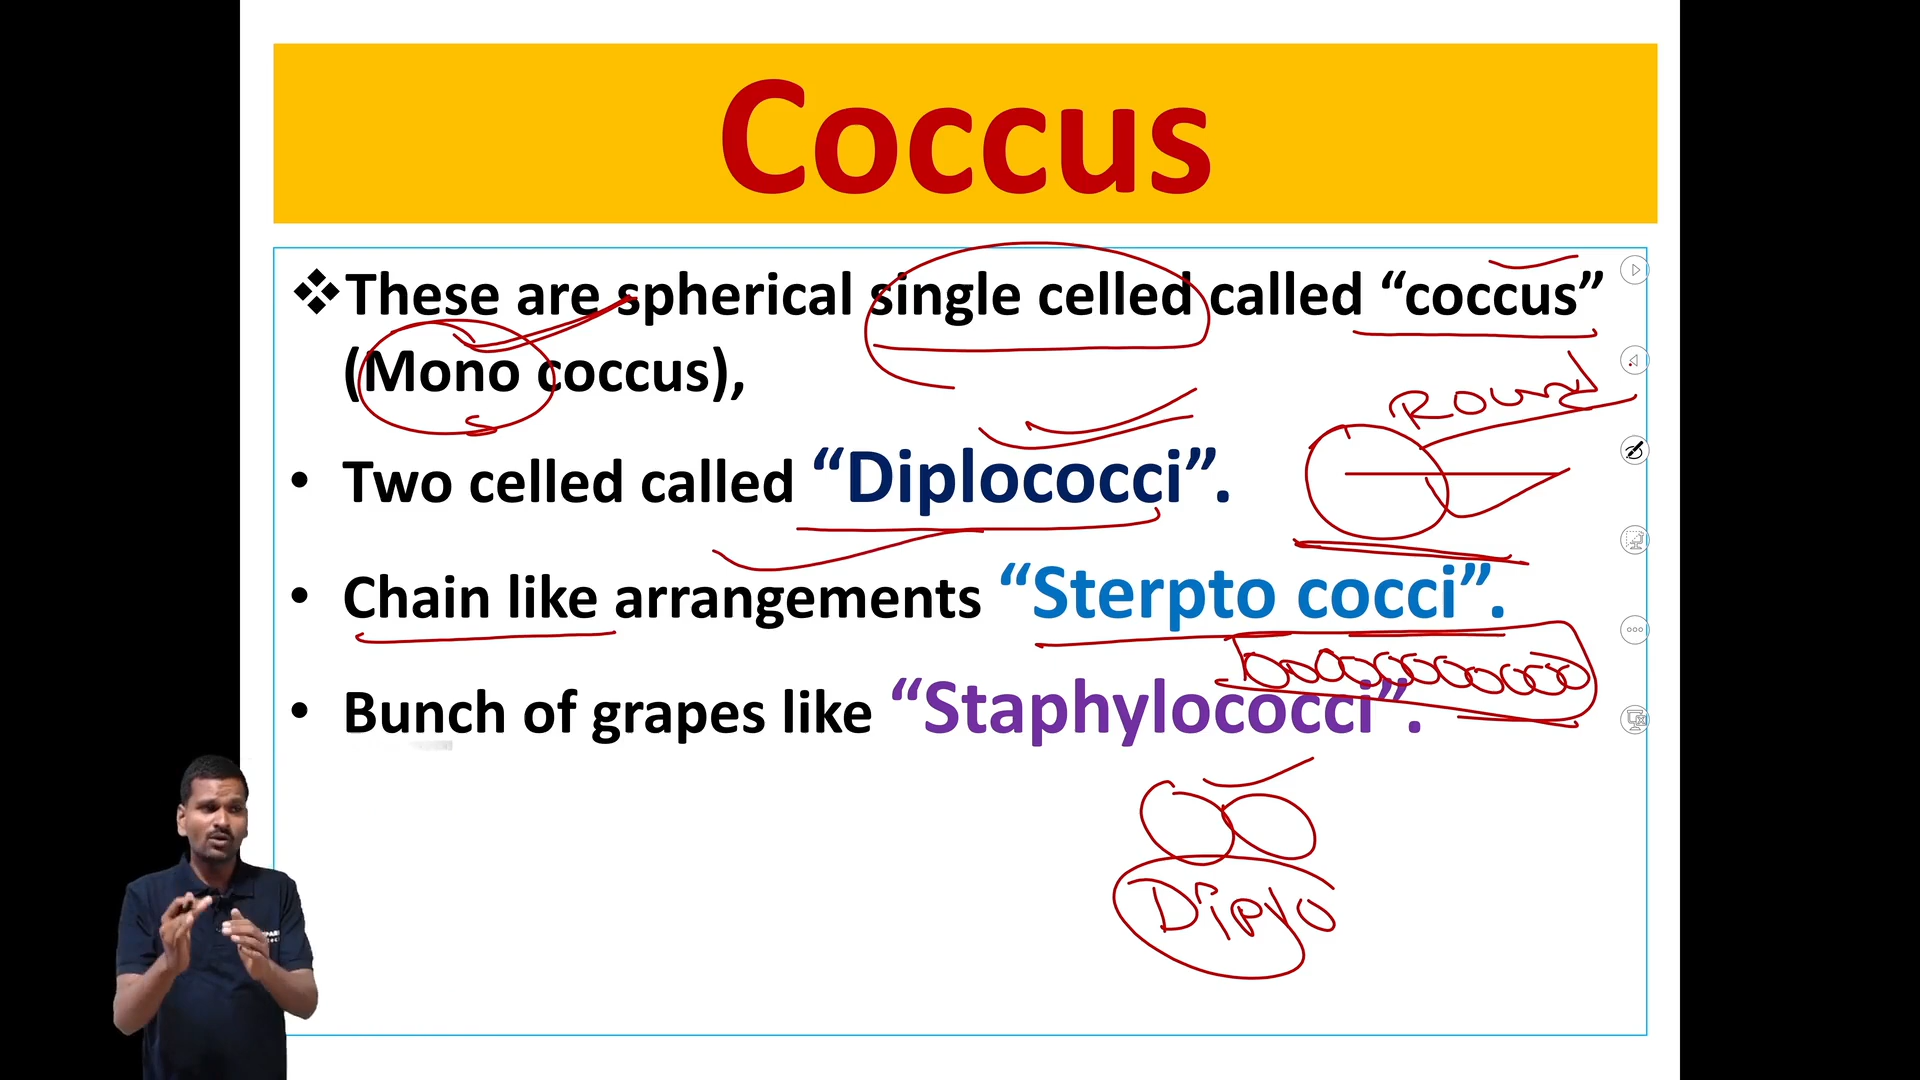 Coccus
❖These are spherical single celled called “coccus”
(Mono coccus),
Round
• Two celled called “Diplococci”.
• Chain like arrangements “Sterpto cocci”.
• Bunch of grapes like “Staphylococci”.